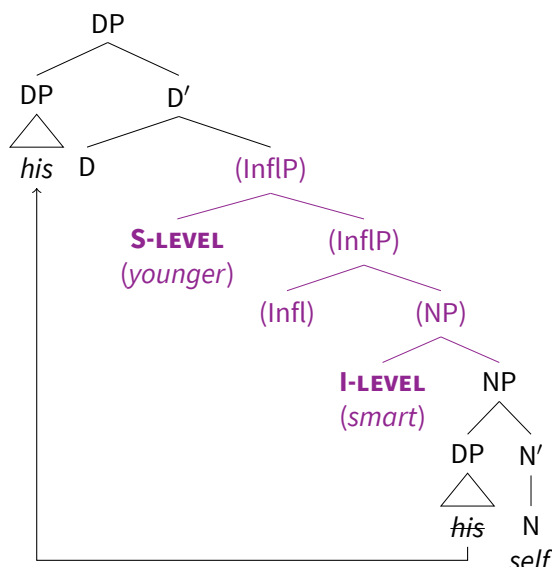 DP
DP D′
his D (InflP)
S-LEVEL (InflP)
(younger)
(Infl) (NP)
I-LEVEL NP
(smart)
DP N′
his N
self